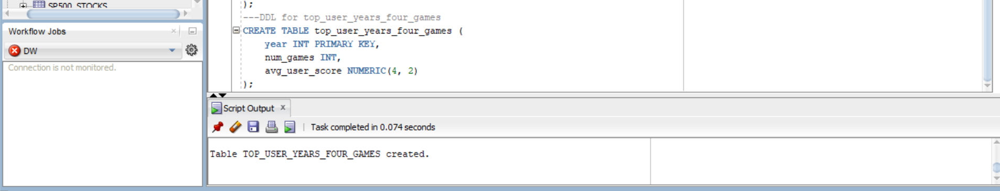 SP500_STOCKS
Workflow Jobs
DW
Connection is not monitored.
);
---DDL for top_user_years_four_games
CREATE TABLE top_user_years_four_games (
year INT PRIMARY KEY,
num_games INT,
avg_user_score NUMERIC(4, 2)
);
Script Output x
Task completed in 0.074 seconds
Table TOP_USER_YEARS_FOUR_GAMES created.